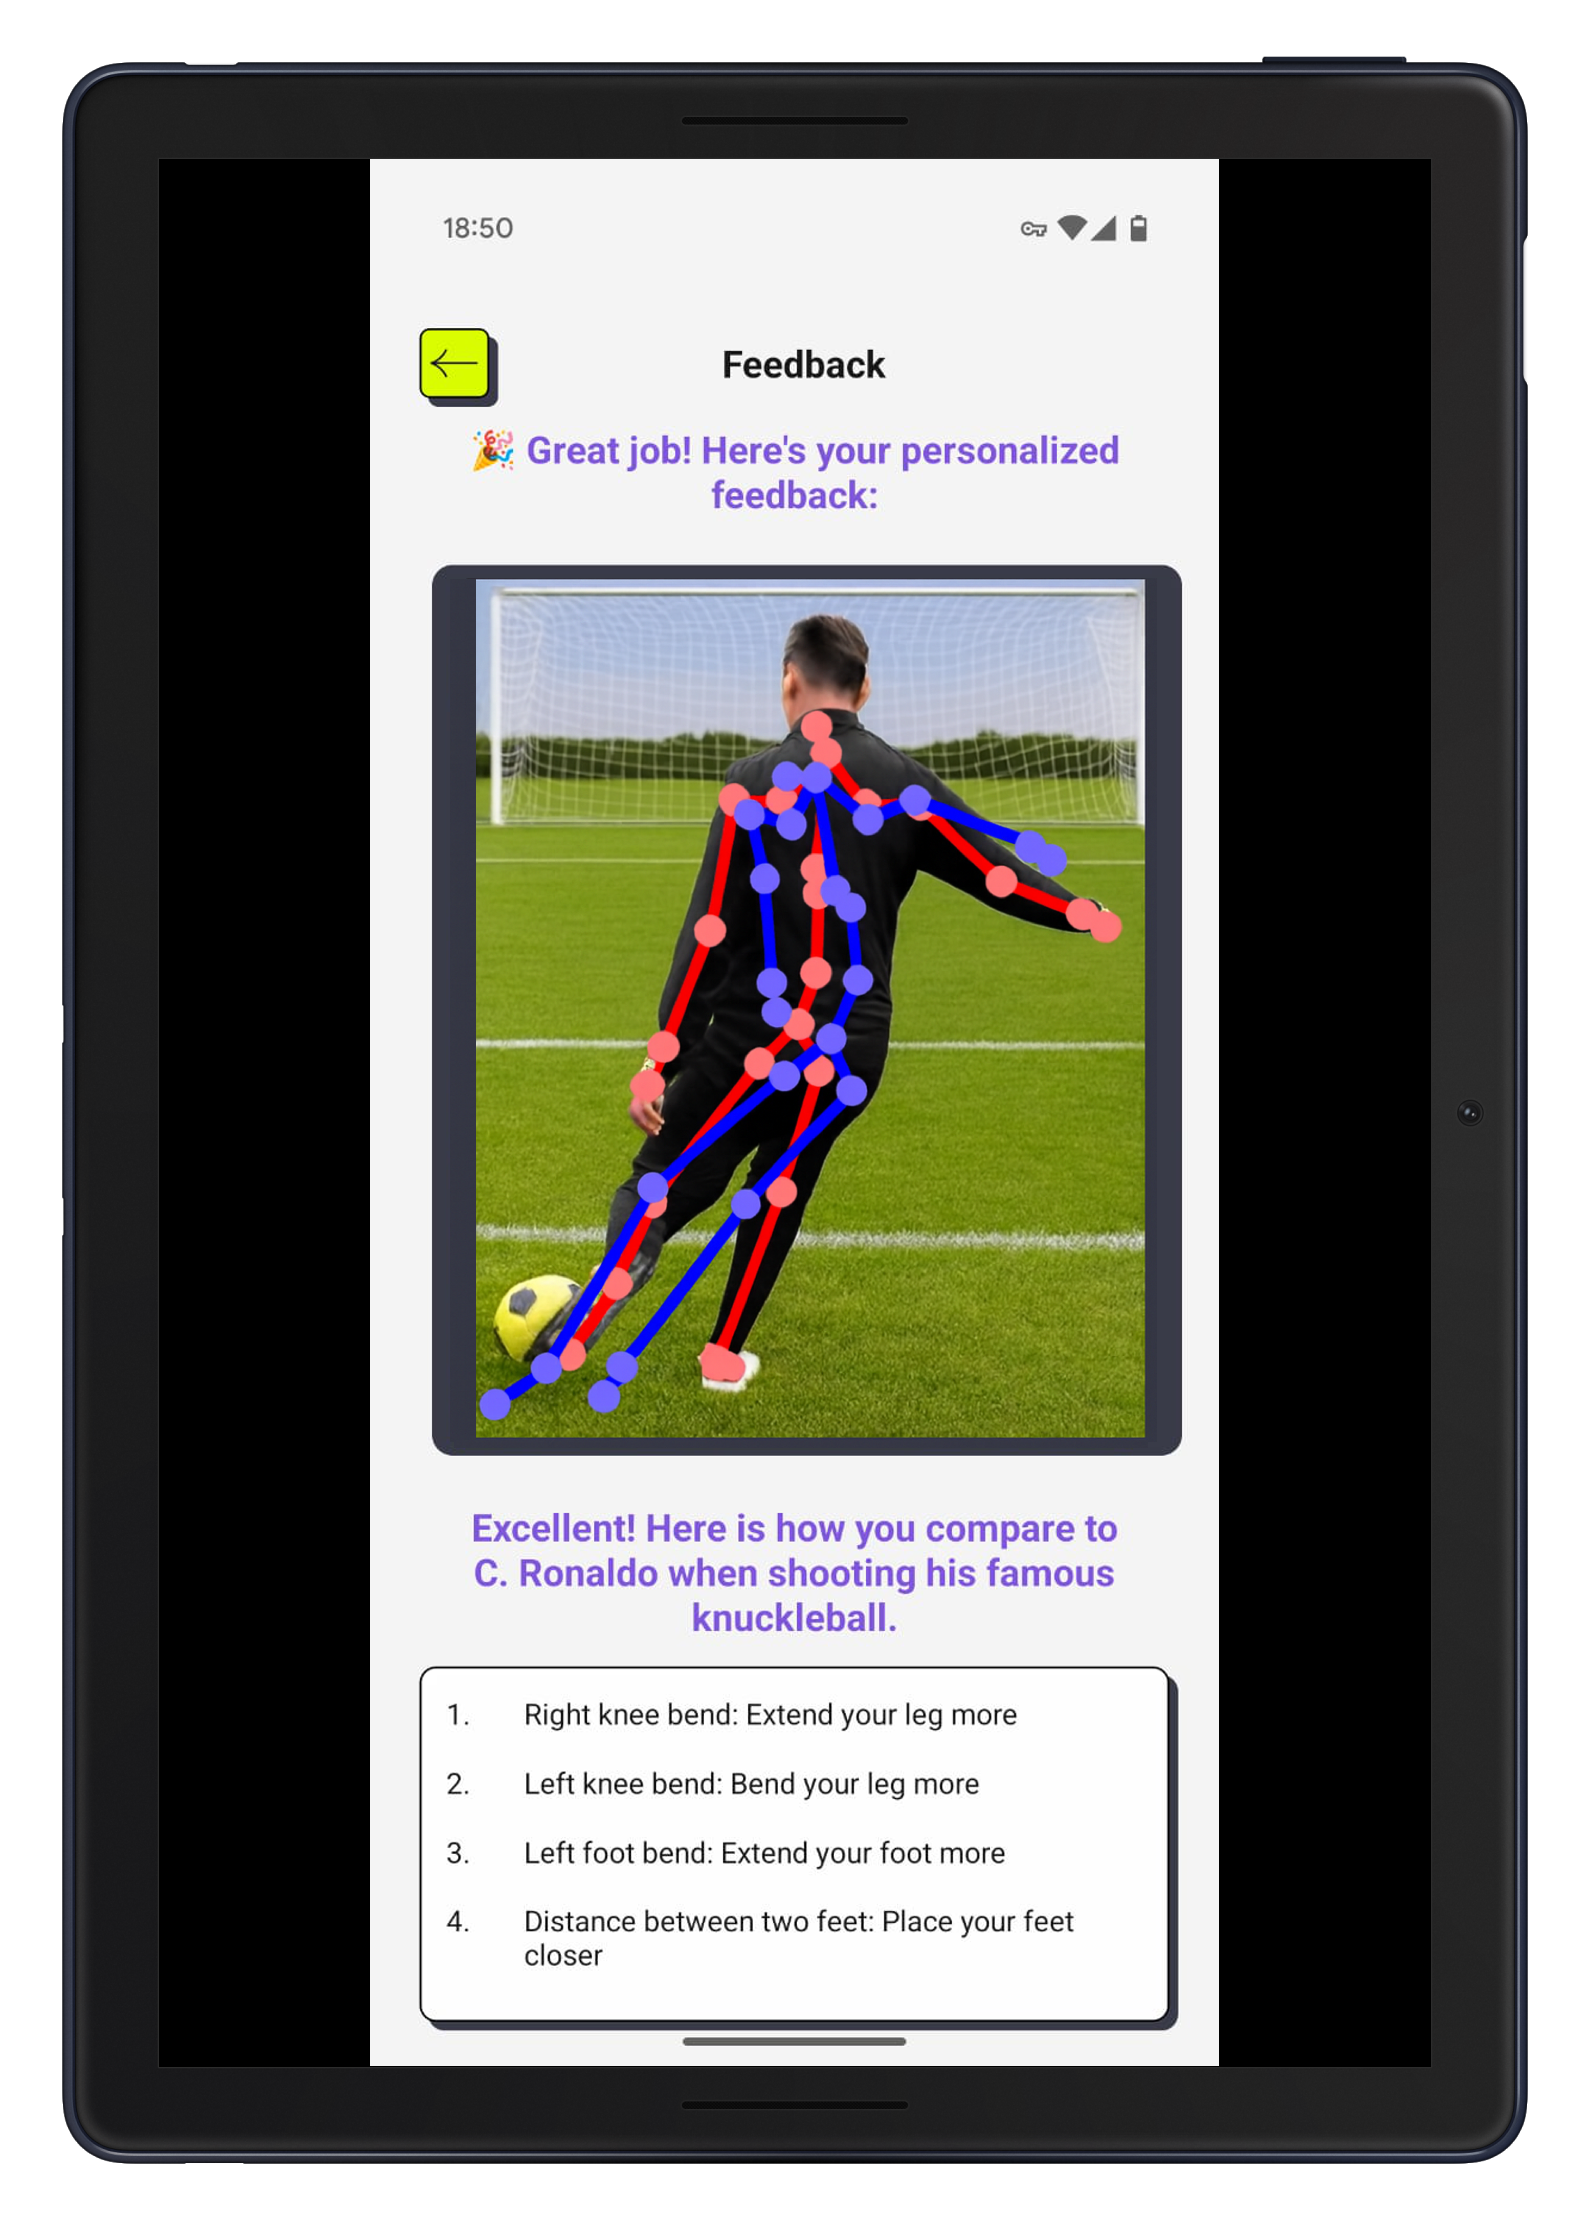 18:50
Feedback
🎉 Great job! Here's your personalized
feedback:
Excellent! Here is how you compare to
C. Ronaldo when shooting his famous
knuckleball.
1. Right knee bend: Extend your leg more
2. Left knee bend: Bend your leg more
3. Left foot bend: Extend your foot more
4. Distance between two feet: Place your feet
closer